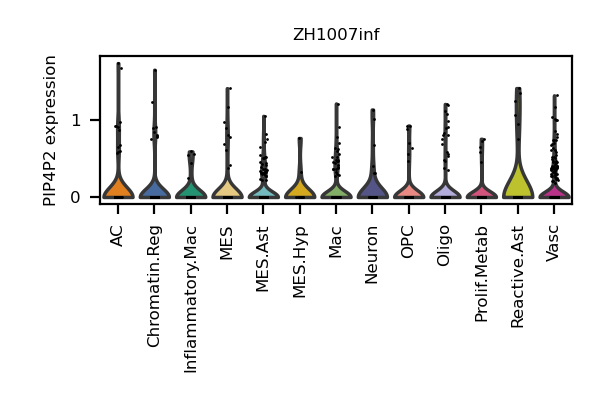 ZH1007inf
PIP4P2 expression
1
0
AC
Chromatin.Reg
Inflammatory.Mac
MES
MES.Ast
MES.Hyp
Mac
Neuron
OPC
Oligo
Prolif.Metab
Reactive.Ast
Vasc